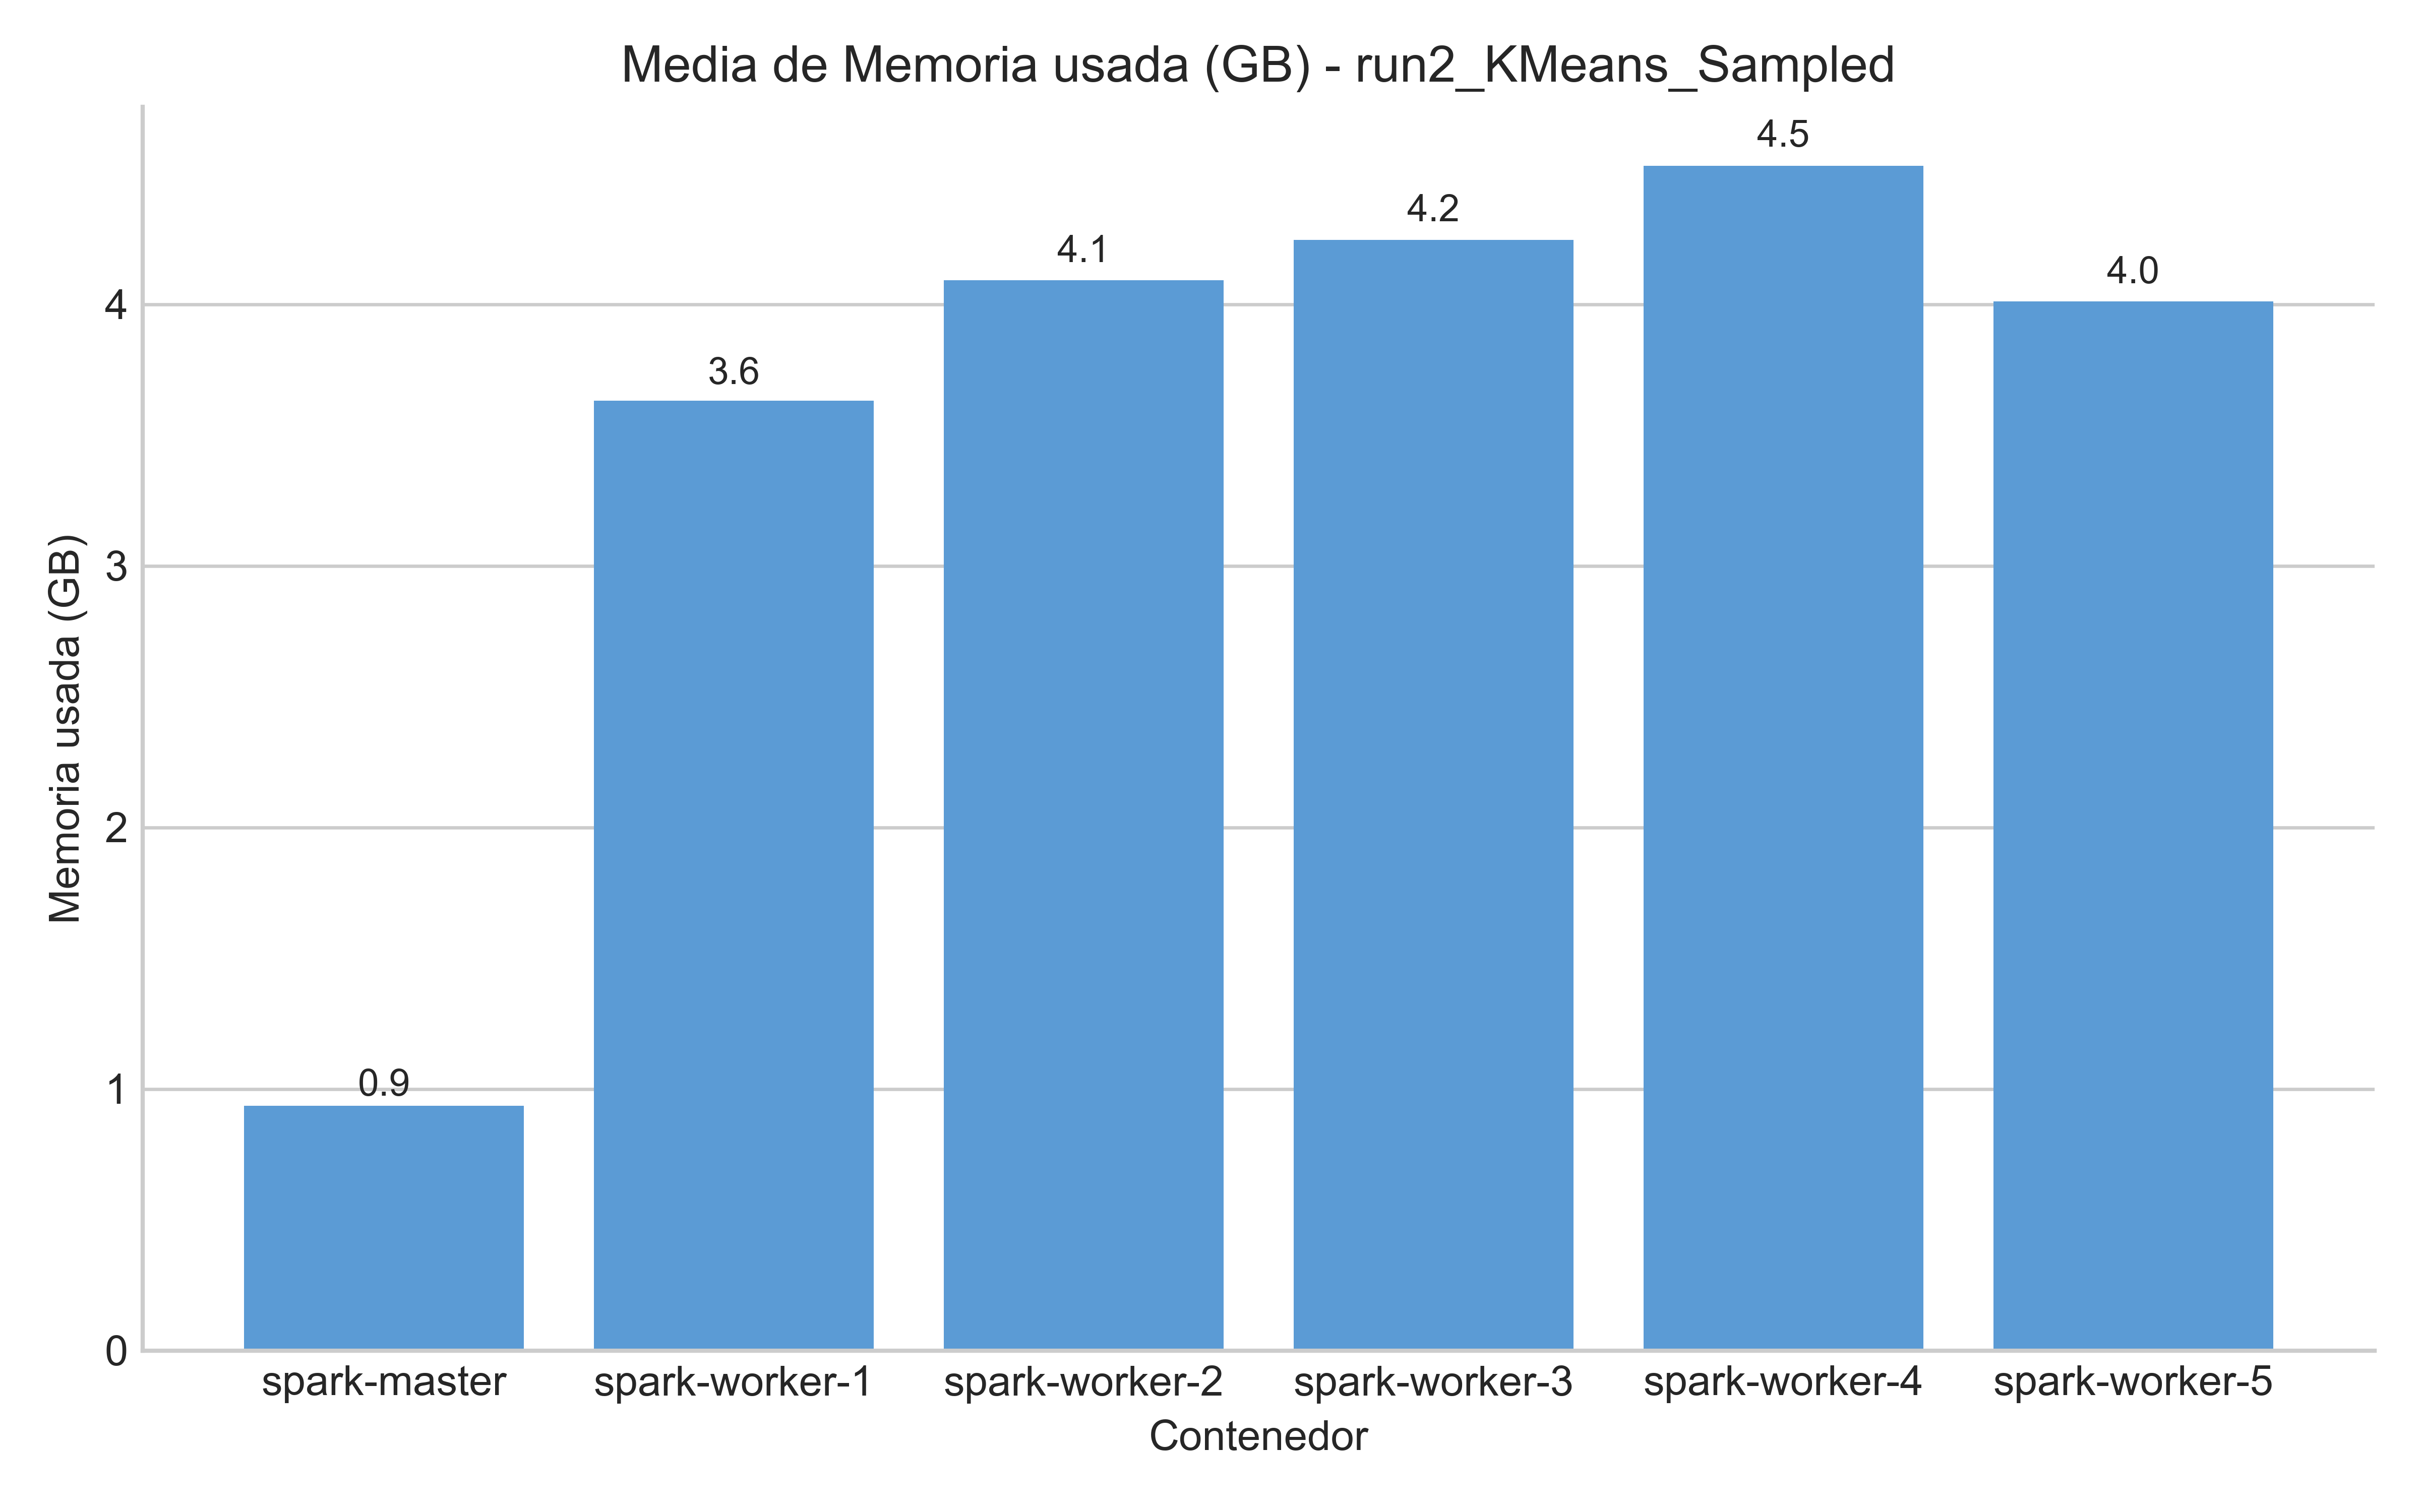 Media de Memoria usada (GB) - run2_KMeans_Sampled
4.5
4.2
4.1
4.0
3.6
0.9
4
3
2
1
0
Memoria usada (GB)
spark-master spark-worker-1 spark-worker-2 spark-worker-3 spark-worker-4 spark-worker-5
Contenedor